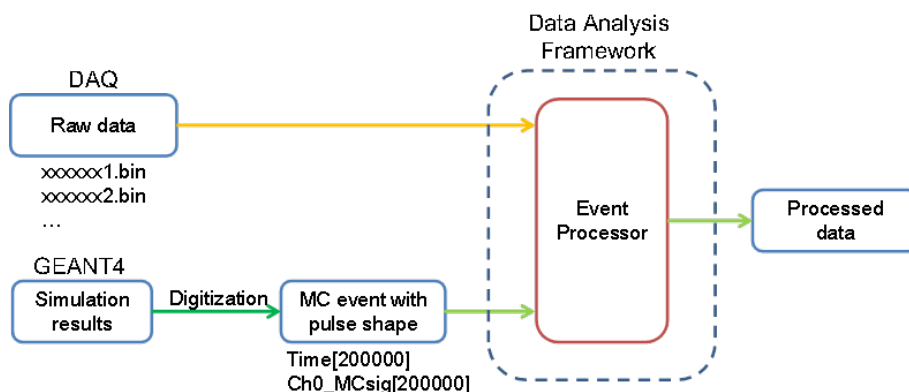 Data Analysis
Framework
DAQ
Raw data
xxxxxx1.bin
xxxxxx2.bin
...
Event
Processor
Processed
data
GEANT4
Simulation
results
Digitization
MC event with
pulse shape
Time[200000]
Ch0_MCsig[200000]